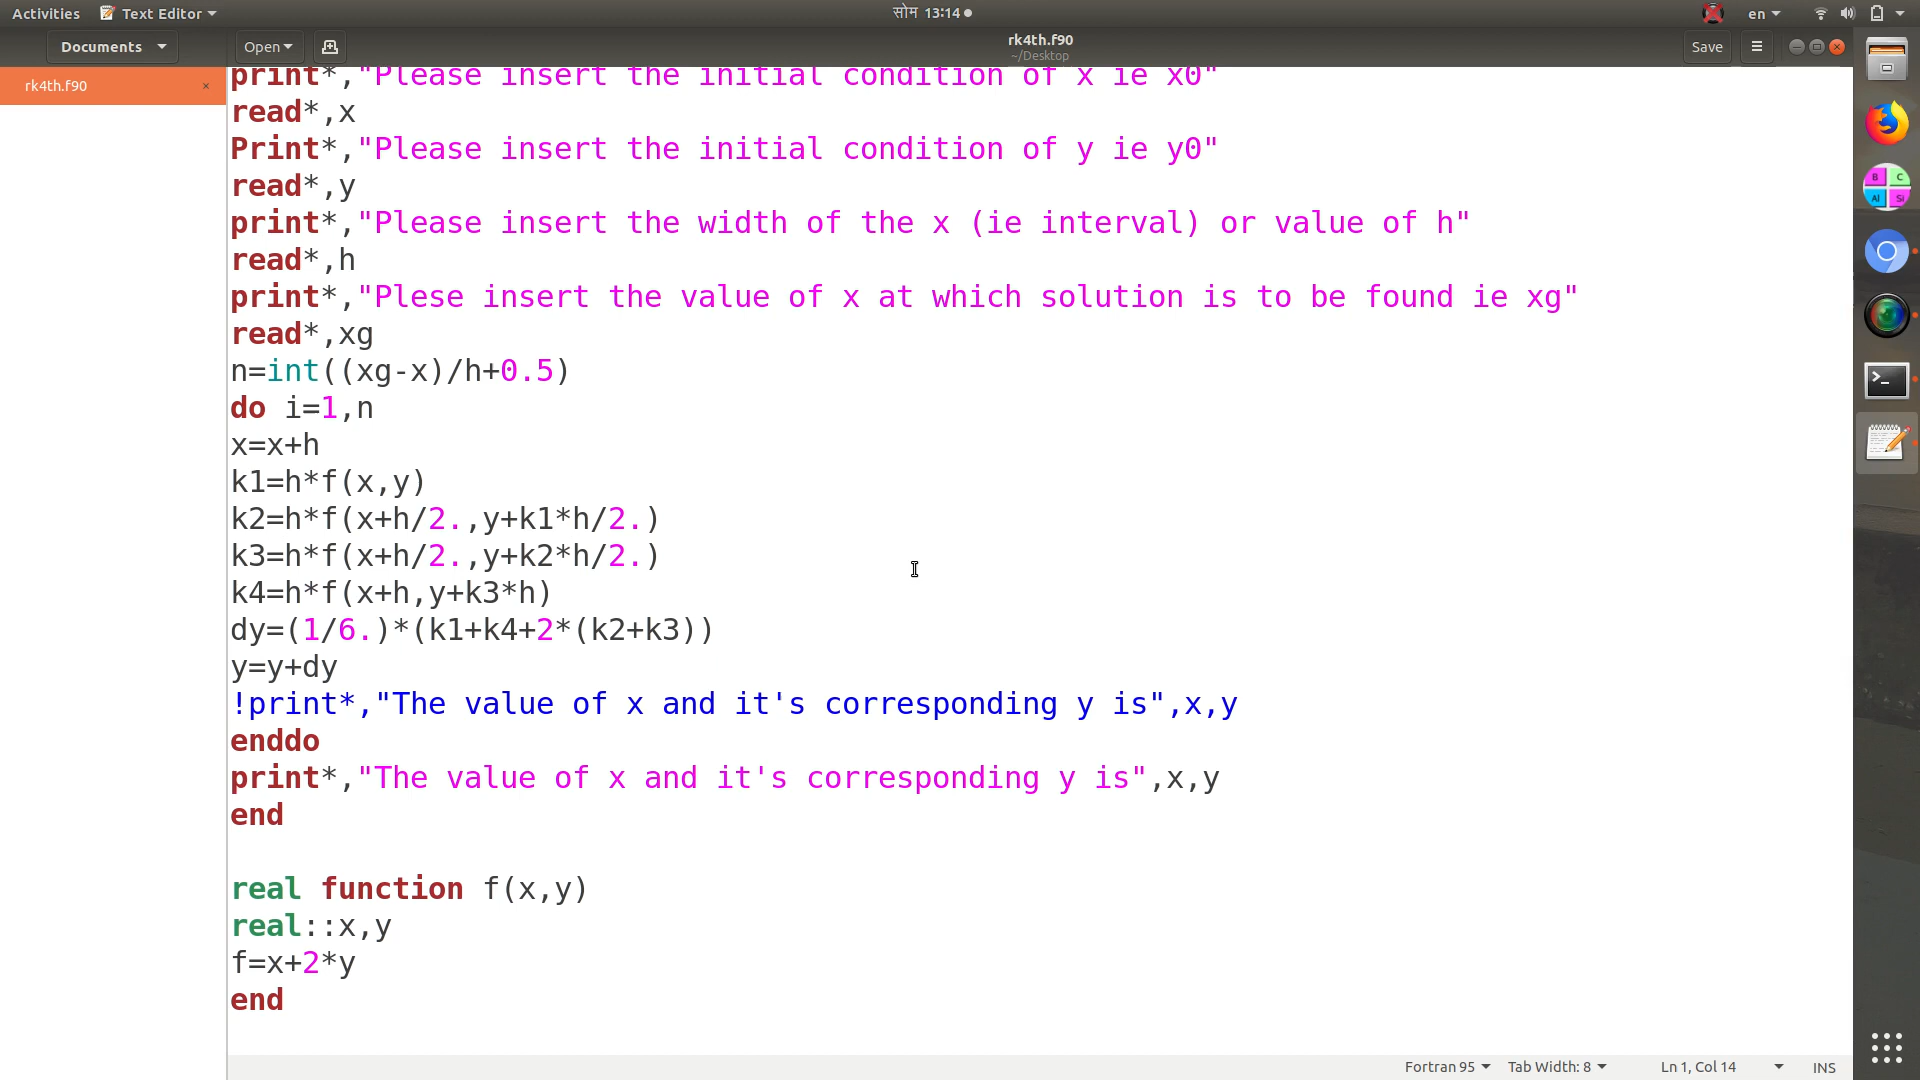 Activities Text Editor सोम 13:14 en
Documents Open rk4th.f90 Save
~/Desktop
rk4th.f90
print*,"Please insert the initial condition of x ie x0"
read*,x
Print*,"Please insert the initial condition of y ie y0"
read*,y
print*,"Please insert the width of the x (ie interval) or value of h"
read*,h
print*,"Plese insert the value of x at which solution is to be found ie xg"
read*,xg
n=int((xg-x)/h+0.5)
do i=1,n
x=x+h
k1=h*f(x,y)
k2=h*f(x+h/2.,y+k1*h/2.)
k3=h*f(x+h/2.,y+k2*h/2.)
k4=h*f(x+h,y+k3*h)
dy=(1/6.)*(k1+k4+2*(k2+k3))
y=y+dy
!print*,"The value of x and it's corresponding y is",x,y
enddo
print*,"The value of x and it's corresponding y is",x,y
end
real function f(x,y)
real::x,y
f=x+2*y
end
Fortran 95 Tab Width: 8 Ln 1, Col 14 INS
B C
Al Si
>_